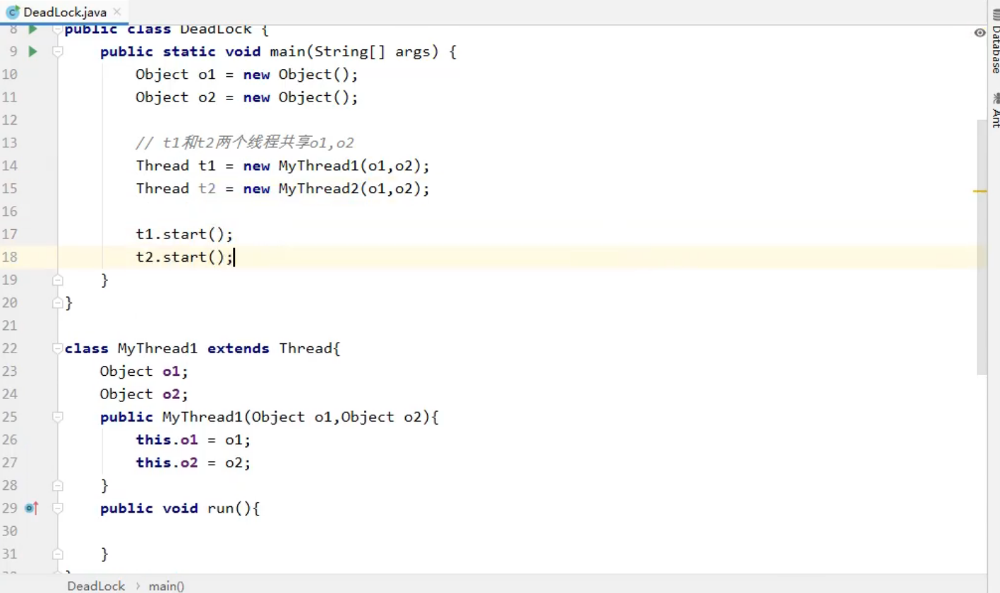 DeadLock.java
8 public class DeadLock {
9 public static void main(String[] args) {
10 Object o1 = new Object();
11 Object o2 = new Object();
12
13 // t1和t2两个线程共享o1,o2
14 Thread t1 = new MyThread1(o1,o2);
15 Thread t2 = new MyThread2(o1,o2);
16
17 t1.start();
18 t2.start();
19 }
20 }
21
22 class MyThread1 extends Thread{
23 Object o1;
24 Object o2;
25 public MyThread1(Object o1,Object o2){
26 this.o1 = o1;
27 this.o2 = o2;
28 }
29 public void run(){
30
31 }
DeadLock › main()
Database
Ant